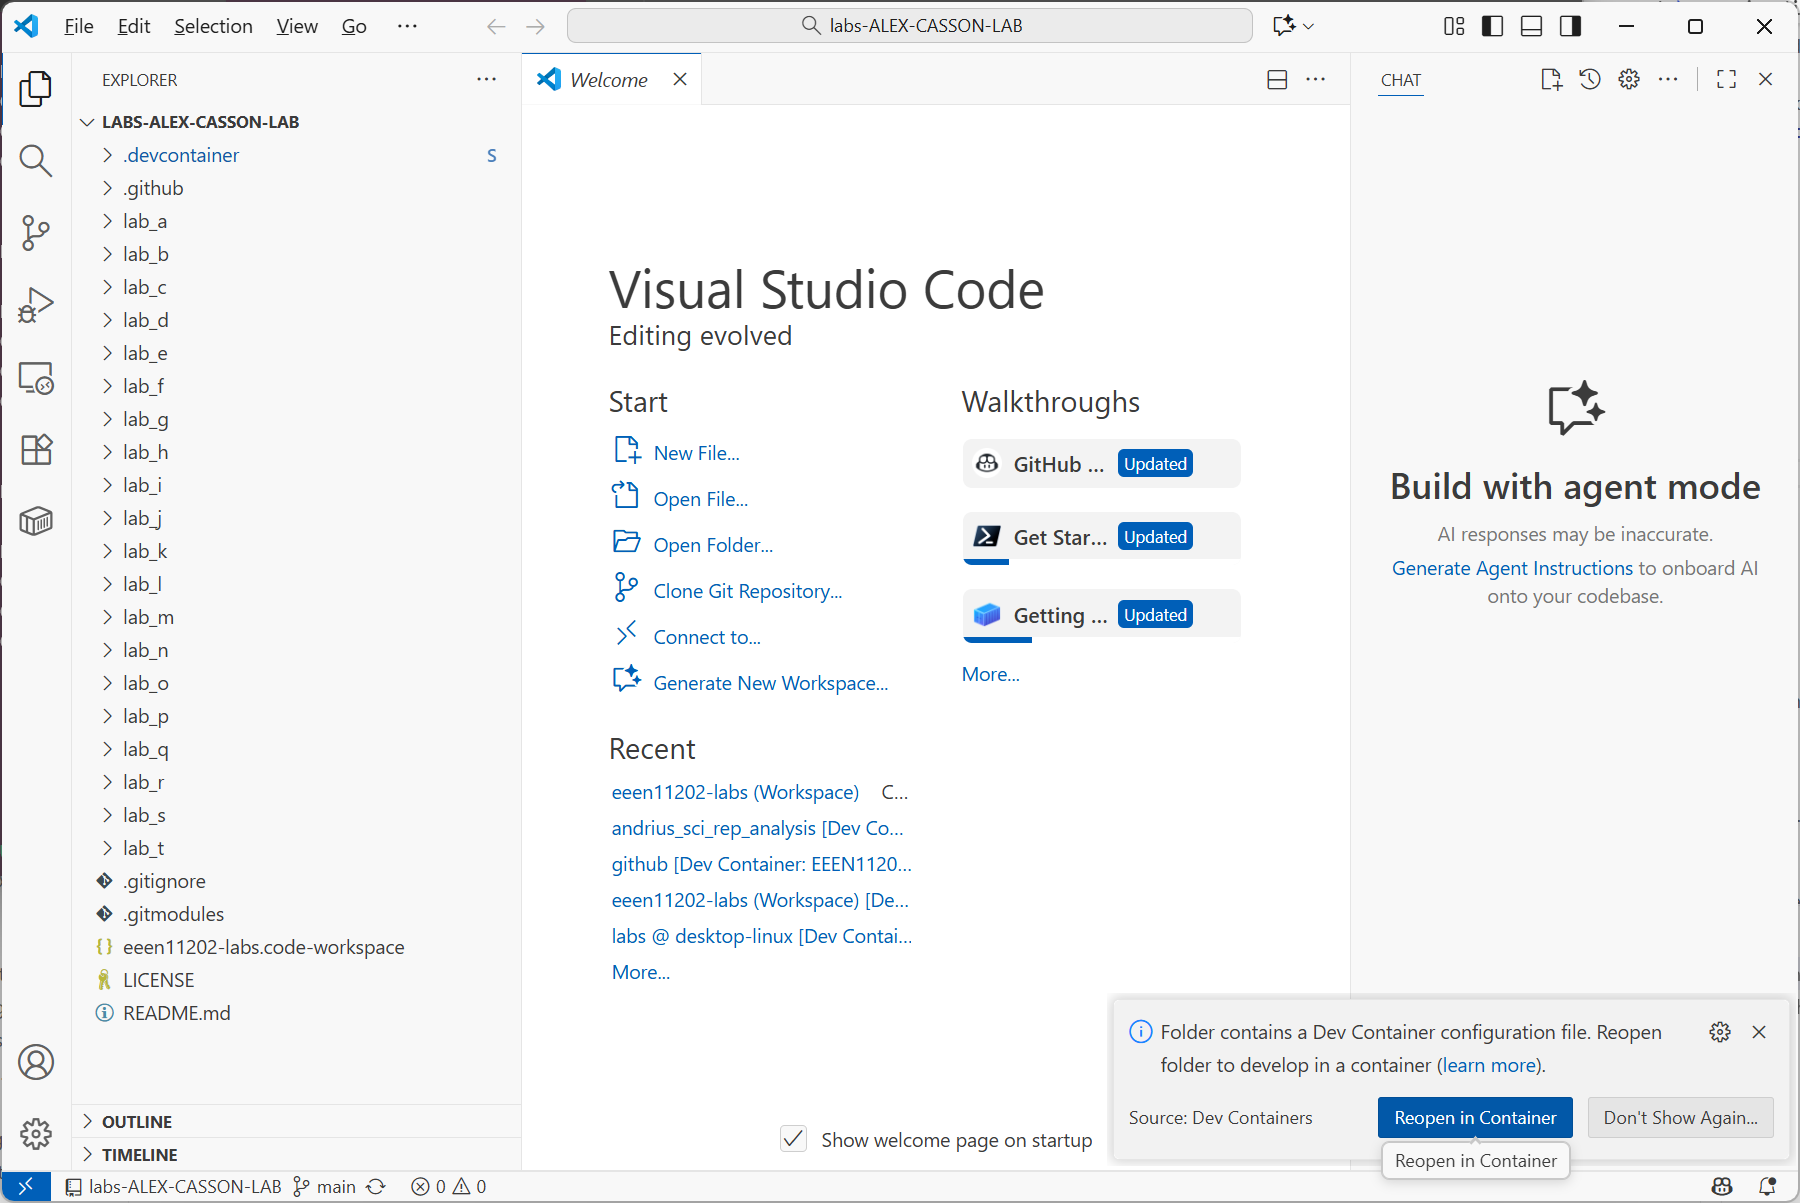 File Edit Selection View Go ···
labs-ALEX-CASSON-LAB
EXPLORER
LABS-ALEX-CASSON-LAB
.devcontainer S
.github
lab_a
lab_b
lab_c
lab_d
lab_e
lab_f
lab_g
lab_h
lab_i
lab_j
lab_k
lab_l
lab_m
lab_n
lab_o
lab_p
lab_q
lab_r
lab_s
lab_t
.gitignore
.gitmodules
eeen11202-labs.code-workspace
LICENSE
README.md
OUTLINE
TIMELINE
Welcome
Visual Studio Code
Editing evolved
Start
New File...
Open File...
Open Folder...
Clone Git Repository...
Connect to...
Generate New Workspace...
Recent
eeen11202-labs (Workspace) C...
andrius_sci_rep_analysis [Dev Co...
github [Dev Container: EEEN1120...
eeen11202-labs (Workspace) [De...
labs @ desktop-linux [Dev Contai...
More...
Walkthroughs
GitHub ... Updated
Get Star... Updated
Getting ... Updated
More...
Show welcome page on startup
CHAT
Build with agent mode
AI responses may be inaccurate.
Generate Agent Instructions to onboard AI
onto your codebase.
Folder contains a Dev Container configuration file. Reopen
folder to develop in a container (learn more).
Source: Dev Containers
Reopen in Container
Don't Show Again...
Reopen in Container
labs-ALEX-CASSON-LAB main 0 0